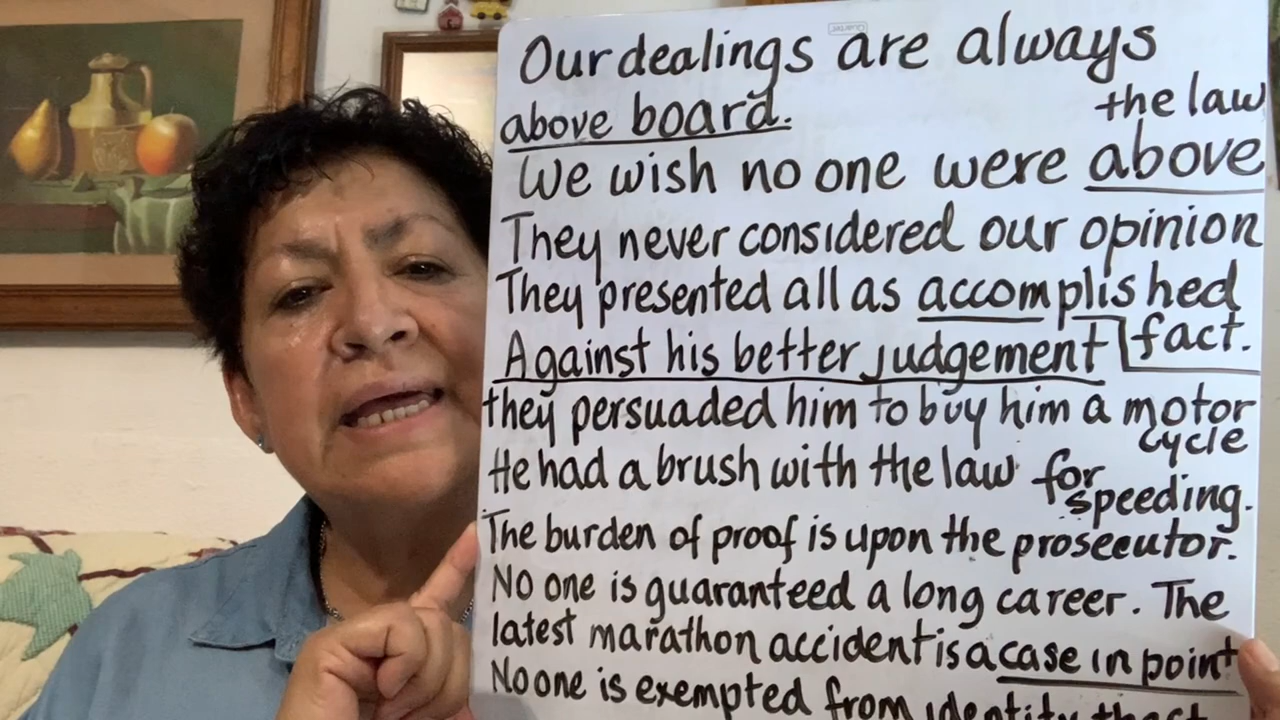 Our dealings are always
above board.
the law
We wish no one were above
They never considered our opinion
They presented all as accomplished
fact.
Against his better judgement
they persuaded him to buy him a motor
cycle
He had a brush with the law for
speeding.
The burden of proof is upon the prosecutor.
No one is guaranteed a long career. The
latest marathon accident is a case in point
No one is exempted from identity